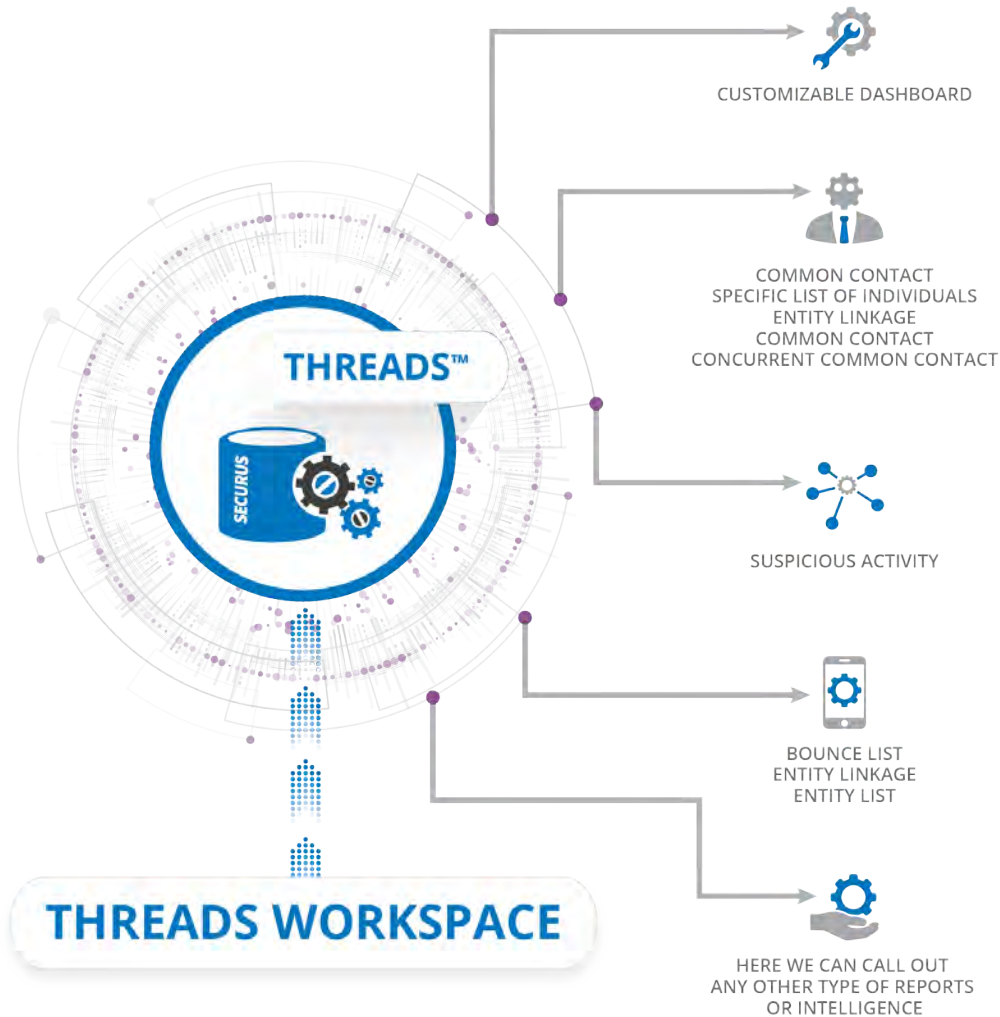 CUSTOMIZABLE DASHBOARD
COMMON CONTACT
SPECIFIC LIST OF INDIVIDUALS
ENTITY LINKAGE
COMMON CONTACT
CONCURRENT COMMON CONTACT
THREADS™
SECURUS
SUSPICIOUS ACTIVITY
BOUNCE LIST
ENTITY LINKAGE
ENTITY LIST
THREADS WORKSPACE
HERE WE CAN CALL OUT
ANY OTHER TYPE OF REPORTS
OR INTELLIGENCE